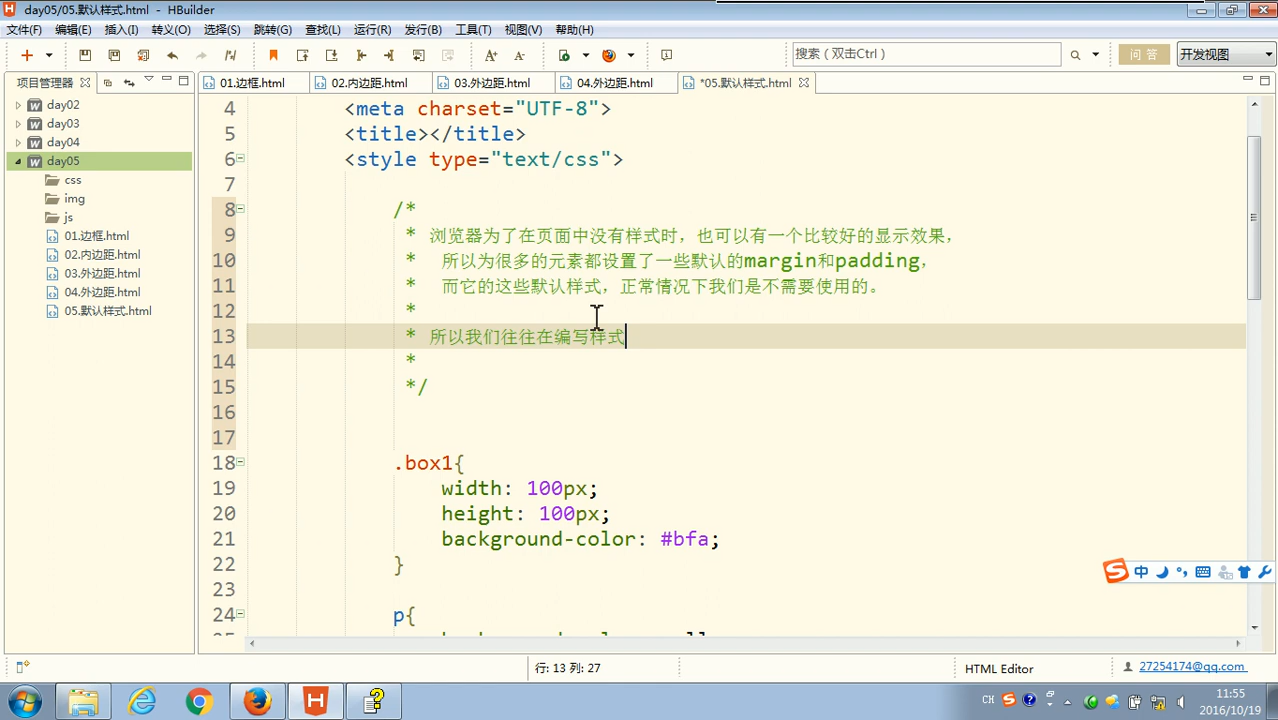 day05/05.默认样式.html - HBuilder
文件(F) 编辑(E) 插入(I) 转义(O) 选择(S) 跳转(G) 查找(L) 运行(R) 发行(B) 工具(T) 视图(V) 帮助(H)
搜索（双击Ctrl） 问 答 开发视图
项目管理器 01.边框.html 02.内边距.html 03.外边距.html 04.外边距.html *05.默认样式.html
day02
day03
day04
day05
css
img
js
01.边框.html
02.内边距.html
03.外边距.html
04.外边距.html
05.默认样式.html
4 <meta charset="UTF-8">
5 <title></title>
6 <style type="text/css">
7
8 /*
9 * 浏览器为了在页面中没有样式时，也可以有一个比较好的显示效果，
10 * 所以为很多的元素都设置了一些默认的margin和padding，
11 * 而它的这些默认样式，正常情况下我们是不需要使用的。
12 *
13 * 所以我们往往在编写样式
14 *
15 */
16
17
18 .box1{
19 width: 100px;
20 height: 100px;
21 background-color: #bfa;
22 }
23
24 p{
中
行: 13 列: 27 HTML Editor 27254174@qq.com
CH 11:55
2016/10/19